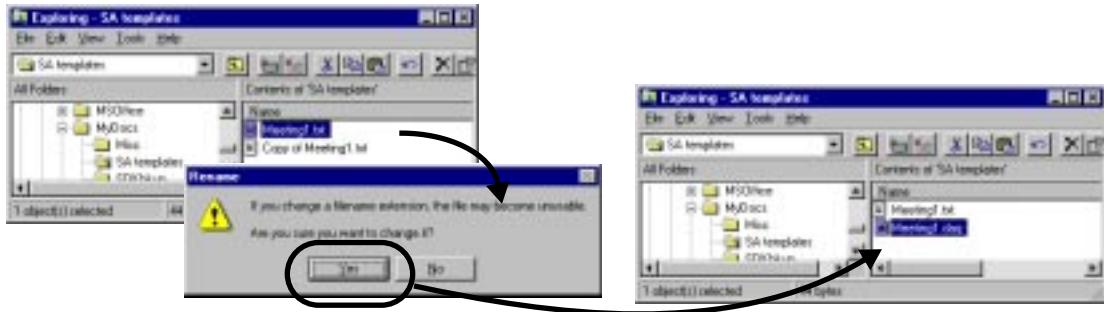 Exploring - SA templates
File Edit View Tools Help
SA templates
All Folders
Contents of 'SA templates'
Name
MSOffice
MyDocs
Misc
SA templates
Meeting1.txt
Copy of Meeting1.txt
1 object(s) selected
44
Rename
If you change a filename extension, the file may become unusable.
Are you sure you want to change it?
Yes
No
Exploring - SA templates
File Edit View Tools Help
SA templates
All Folders
Contents of 'SA templates'
Name
MSOffice
MyDocs
Misc
SA templates
Meeting1.txt
1 object(s) selected
bytes